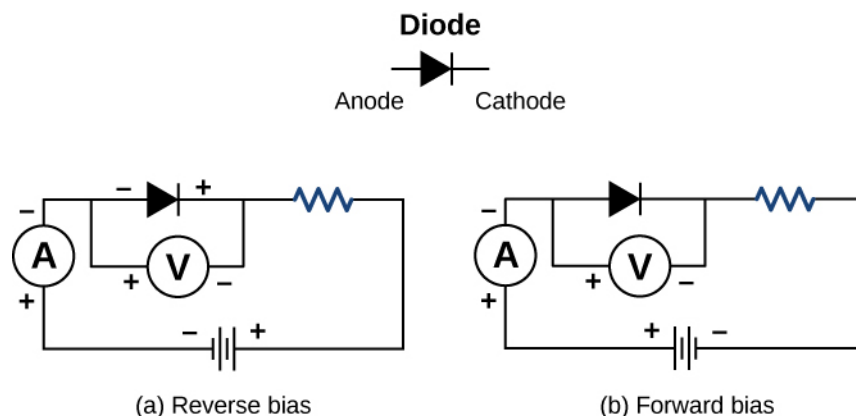 Diode
Anode Cathode
− + −
− A + V − +
− + + −
(a) Reverse bias
− A + V − +
+ −
(b) Forward bias